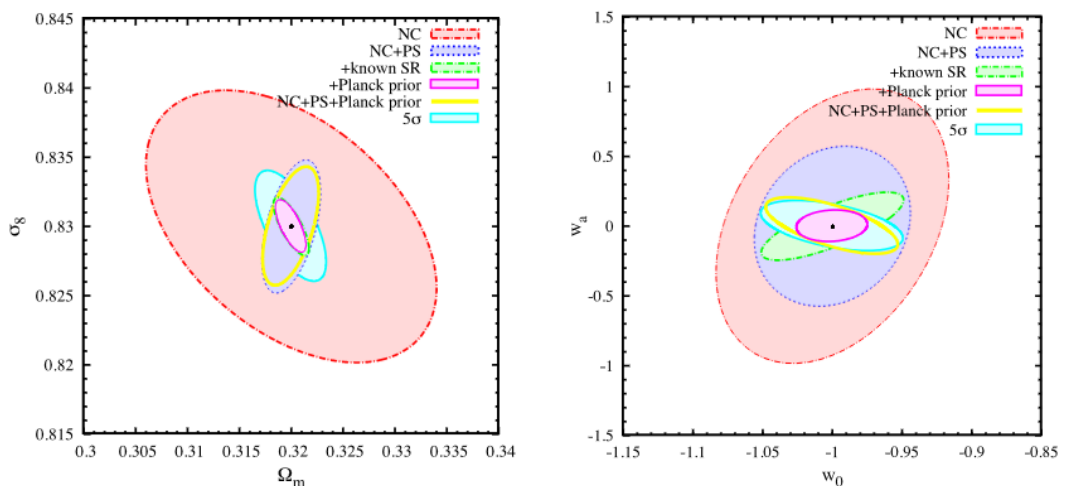 0.845
0.84
0.835
0.83
0.825
0.82
0.815
σ8
NC
NC+PS
+known SR
+Planck prior
NC+PS+Planck prior
5σ
0.3 0.305 0.31 0.315 0.32 0.325 0.33 0.335 0.34
Ωm
1.5
1
0.5
0
-0.5
-1
-1.5
wa
NC
NC+PS
+known SR
+Planck prior
NC+PS+Planck prior
5σ
-1.15 -1.1 -1.05 -1 -0.95 -0.9 -0.85
w0